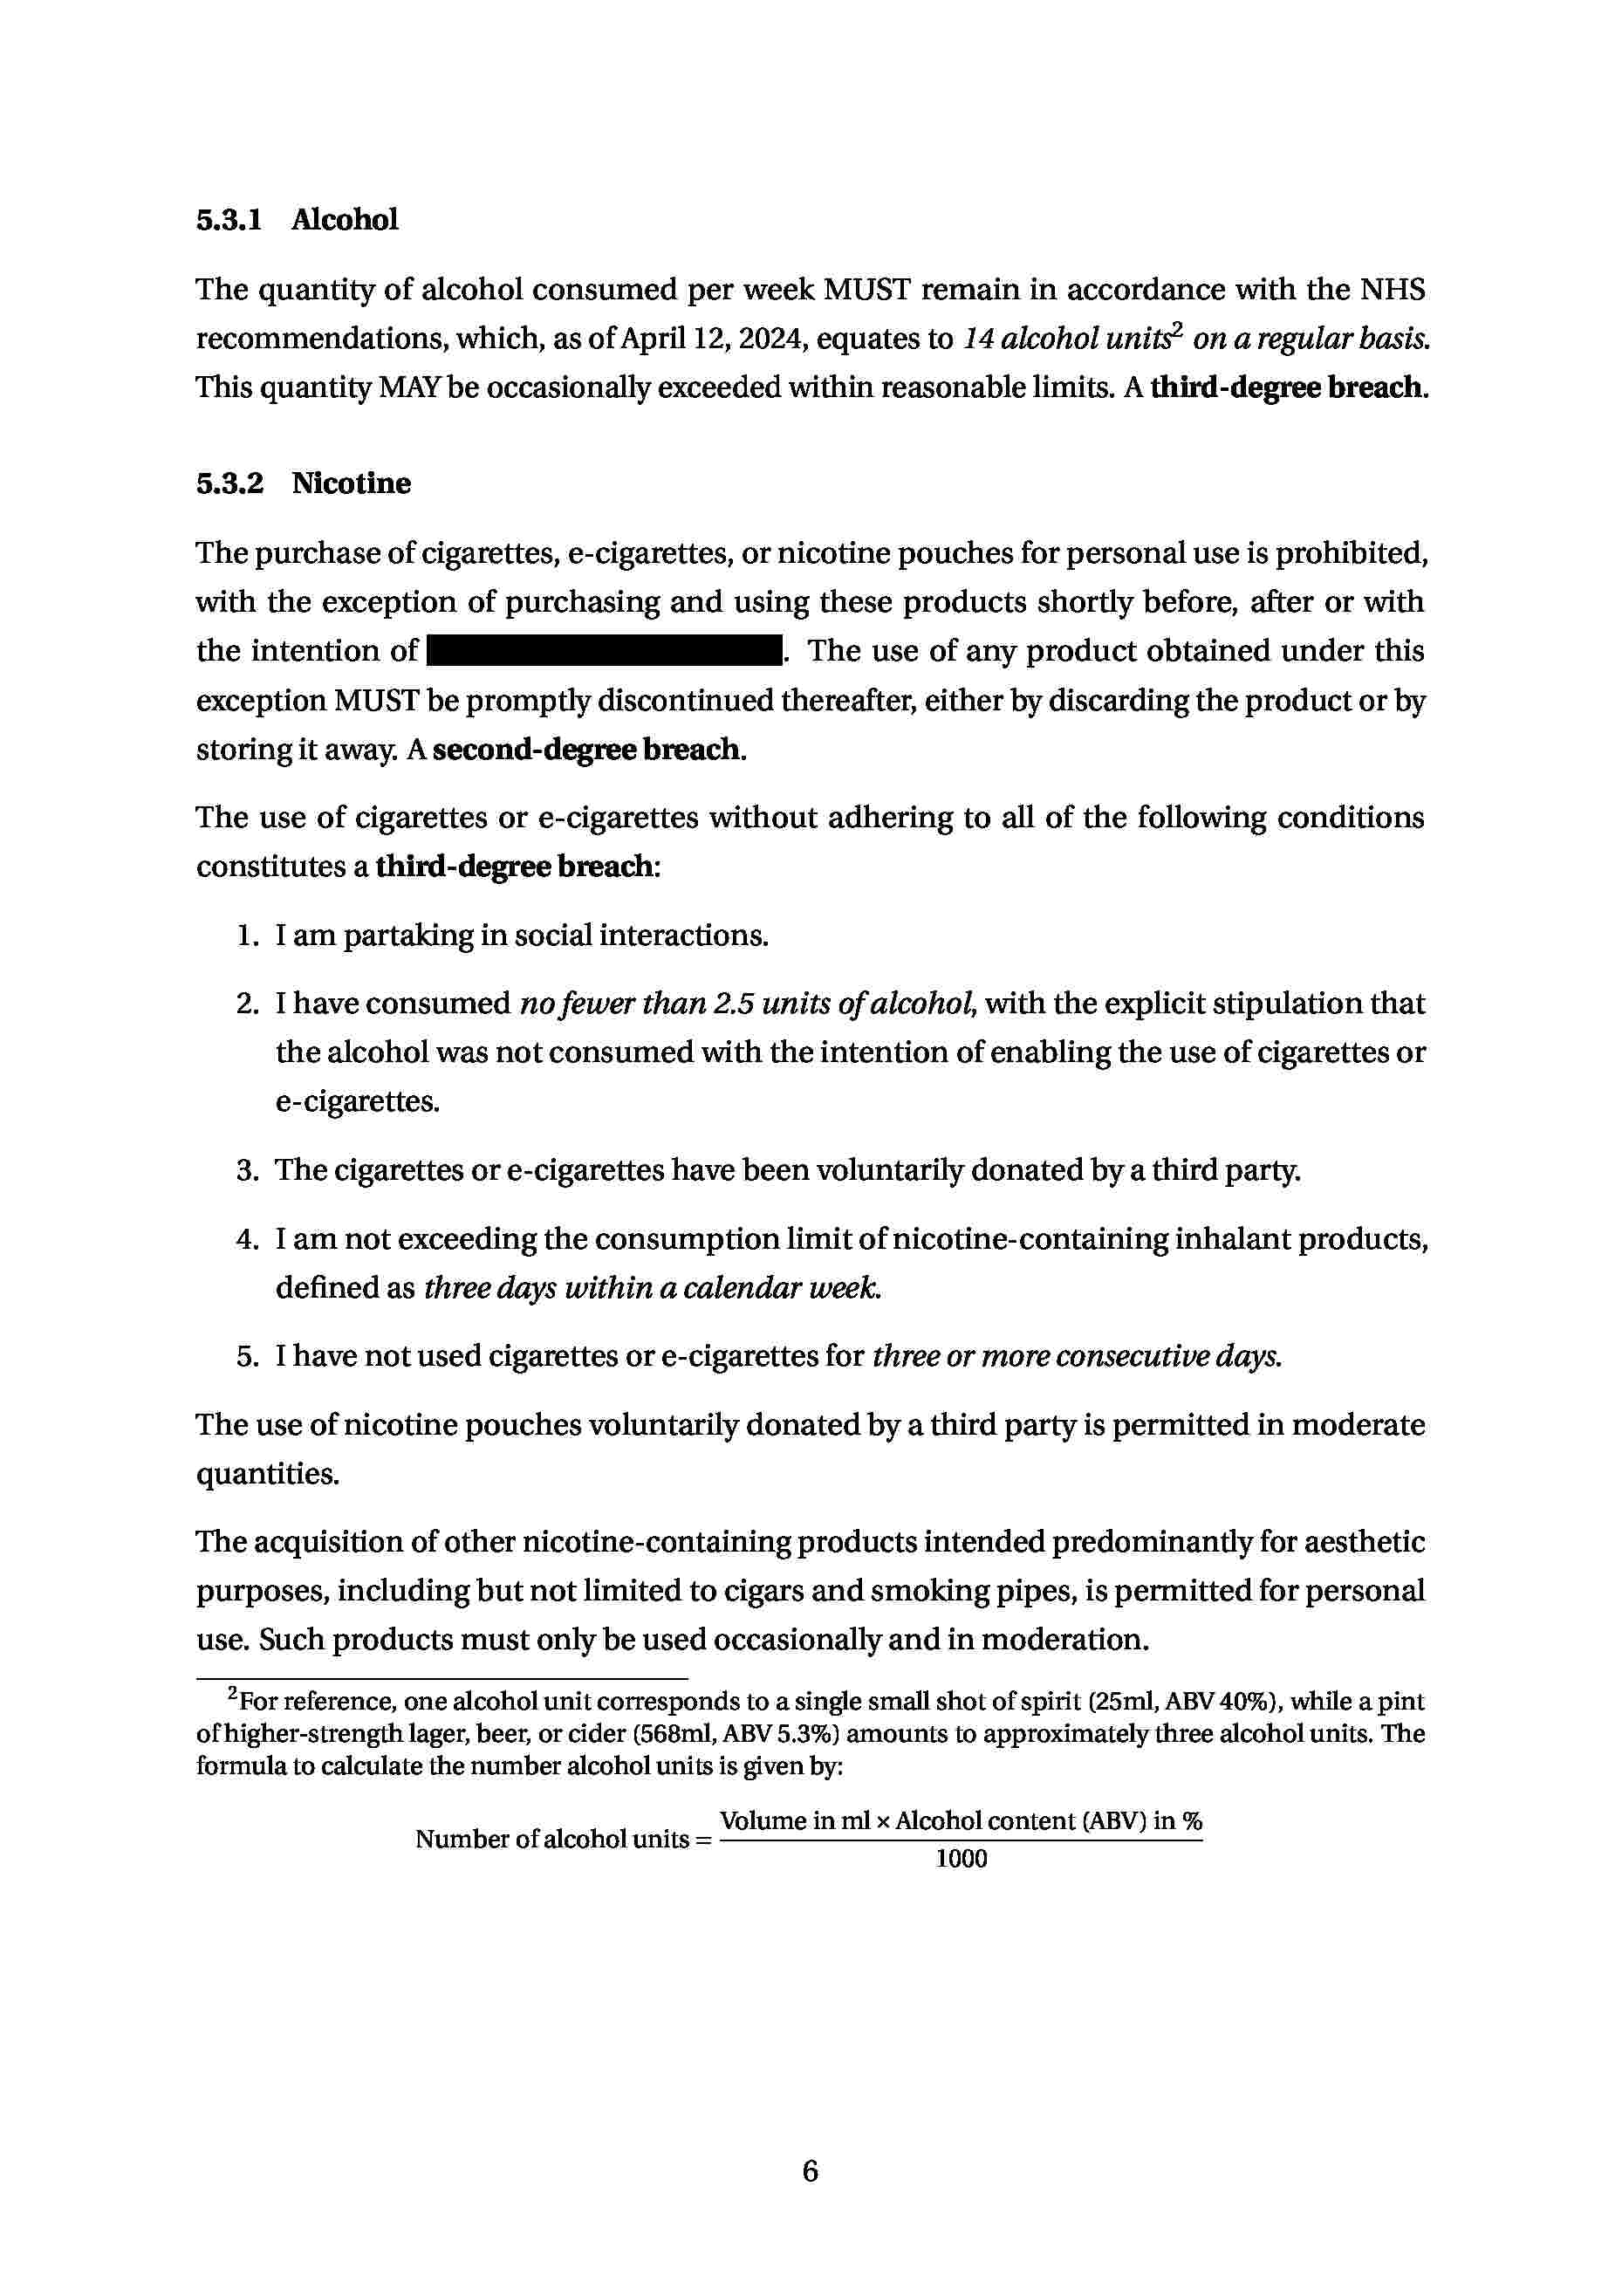 5.3.1 Alcohol
The quantity of alcohol consumed per week MUST remain in accordance with the NHS
recommendations, which, as of April 12, 2024, equates to 14 alcohol units² on a regular basis.
This quantity MAY be occasionally exceeded within reasonable limits. A third-degree breach.
5.3.2 Nicotine
The purchase of cigarettes, e-cigarettes, or nicotine pouches for personal use is prohibited,
with the exception of purchasing and using these products shortly before, after or with
the intention of . The use of any product obtained under this
exception MUST be promptly discontinued thereafter, either by discarding the product or by
storing it away. A second-degree breach.
The use of cigarettes or e-cigarettes without adhering to all of the following conditions
constitutes a third-degree breach:
1. I am partaking in social interactions.
2. I have consumed no fewer than 2.5 units of alcohol, with the explicit stipulation that
the alcohol was not consumed with the intention of enabling the use of cigarettes or
e-cigarettes.
3. The cigarettes or e-cigarettes have been voluntarily donated by a third party.
4. I am not exceeding the consumption limit of nicotine-containing inhalant products,
defined as three days within a calendar week.
5. I have not used cigarettes or e-cigarettes for three or more consecutive days.
The use of nicotine pouches voluntarily donated by a third party is permitted in moderate
quantities.
The acquisition of other nicotine-containing products intended predominantly for aesthetic
purposes, including but not limited to cigars and smoking pipes, is permitted for personal
use. Such products must only be used occasionally and in moderation.
²For reference, one alcohol unit corresponds to a single small shot of spirit (25ml, ABV 40%), while a pint
of higher-strength lager, beer, or cider (568ml, ABV 5.3%) amounts to approximately three alcohol units. The
formula to calculate the number alcohol units is given by:
Number of alcohol units = Volume in ml × Alcohol content (ABV) in %
1000
6